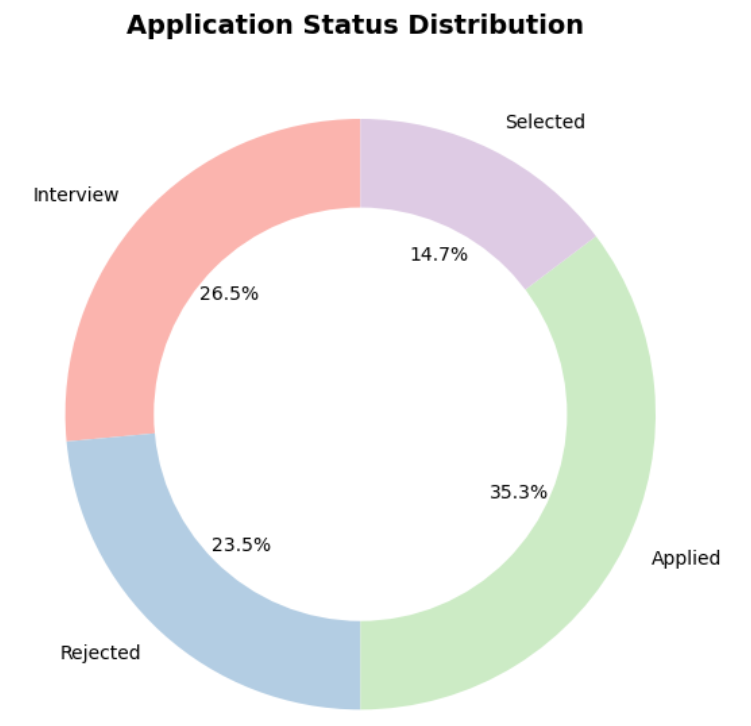 Application Status Distribution
Selected
Interview
14.7%
26.5%
35.3%
23.5%
Applied
Rejected